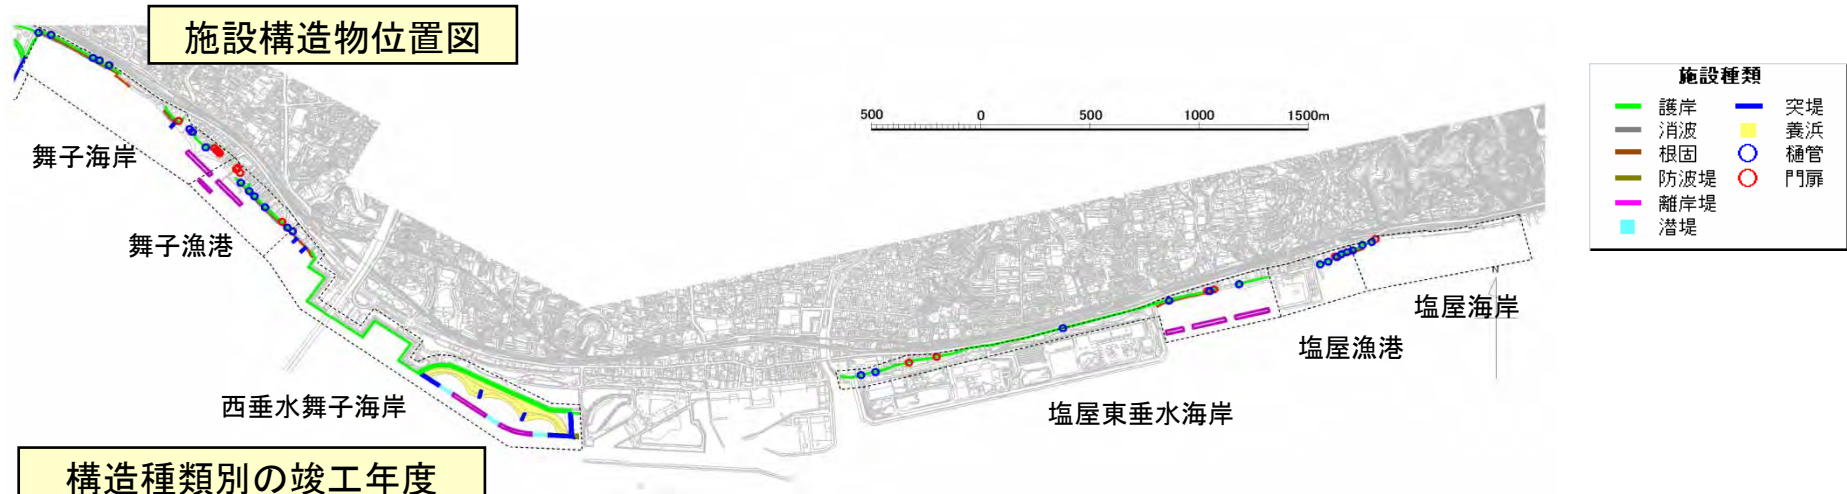 施設構造物位置図
500 0 500 1000 1500m
舞子海岸
舞子漁港
西垂水舞子海岸
塩屋東垂水海岸
塩屋漁港
塩屋海岸
N
施設種類
護岸 突堤
消波 養浜
根固 樋管
防波堤 門扉
離岸堤
潜堤
構造種類別の竣工年度